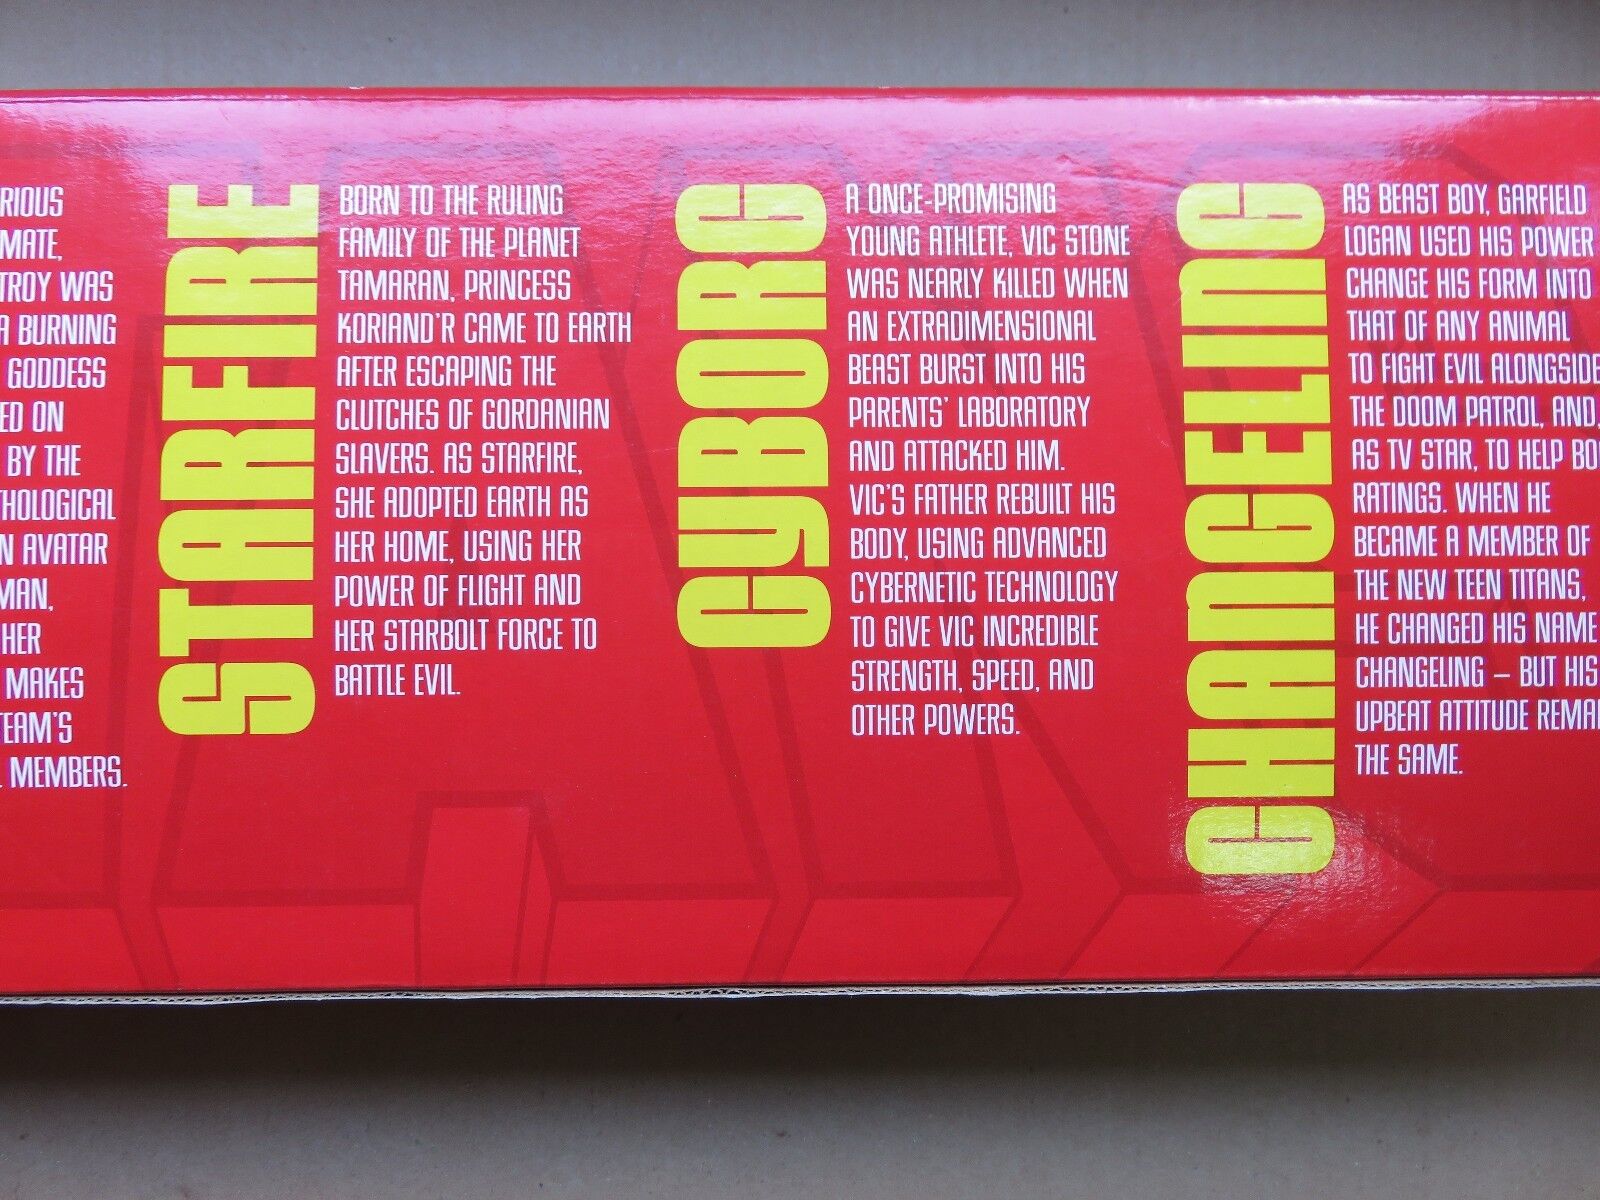 RIOUS
MATE,
TROY WAS
A BURNING
GODDESS
ED ON
BY THE
THOLOGICAL
N AVATAR
MAN,
HER
MAKES
TEAM'S
MEMBERS.
STARFIRE
BORN TO THE RULING
FAMILY OF THE PLANET
TAMARAN, PRINCESS
KORIAND'R CAME TO EARTH
AFTER ESCAPING THE
CLUTCHES OF GORDANIAN
SLAVERS. AS STARFIRE,
SHE ADOPTED EARTH AS
HER HOME, USING HER
POWER OF FLIGHT AND
HER STARBOLT FORCE TO
BATTLE EVIL.
CYBORG
A ONCE-PROMISING
YOUNG ATHLETE, VIC STONE
WAS NEARLY KILLED WHEN
AN EXTRADIMENSIONAL
BEAST BURST INTO HIS
PARENTS' LABORATORY
AND ATTACKED HIM.
VIC'S FATHER REBUILT HIS
BODY, USING ADVANCED
CYBERNETIC TECHNOLOGY
TO GIVE VIC INCREDIBLE
STRENGTH, SPEED, AND
OTHER POWERS.
CHANGELING
AS BEAST BOY, GARFIELD
LOGAN USED HIS POWER
CHANGE HIS FORM INTO
THAT OF ANY ANIMAL
TO FIGHT EVIL ALONGSIDE
THE DOOM PATROL, AND,
AS TV STAR, TO HELP BO
RATINGS. WHEN HE
BECAME A MEMBER OF
THE NEW TEEN TITANS,
HE CHANGED HIS NAME
CHANGELING – BUT HIS
UPBEAT ATTITUDE REMAI
THE SAME.